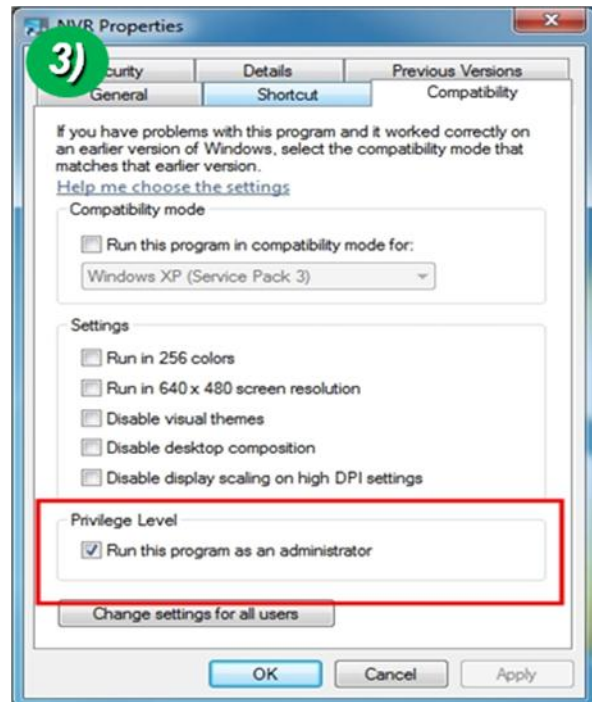 NVR Properties
3)
curity Details Previous Versions
General Shortcut Compatibility
If you have problems with this program and it worked correctly on
an earlier version of Windows, select the compatibility mode that
matches that earlier version.
Help me choose the settings
Compatibility mode
Run this program in compatibility mode for:
Windows XP (Service Pack 3)
Settings
Run in 256 colors
Run in 640 x 480 screen resolution
Disable visual themes
Disable desktop composition
Disable display scaling on high DPI settings
Privilege Level
Run this program as an administrator
Change settings for all users
OK Cancel Apply